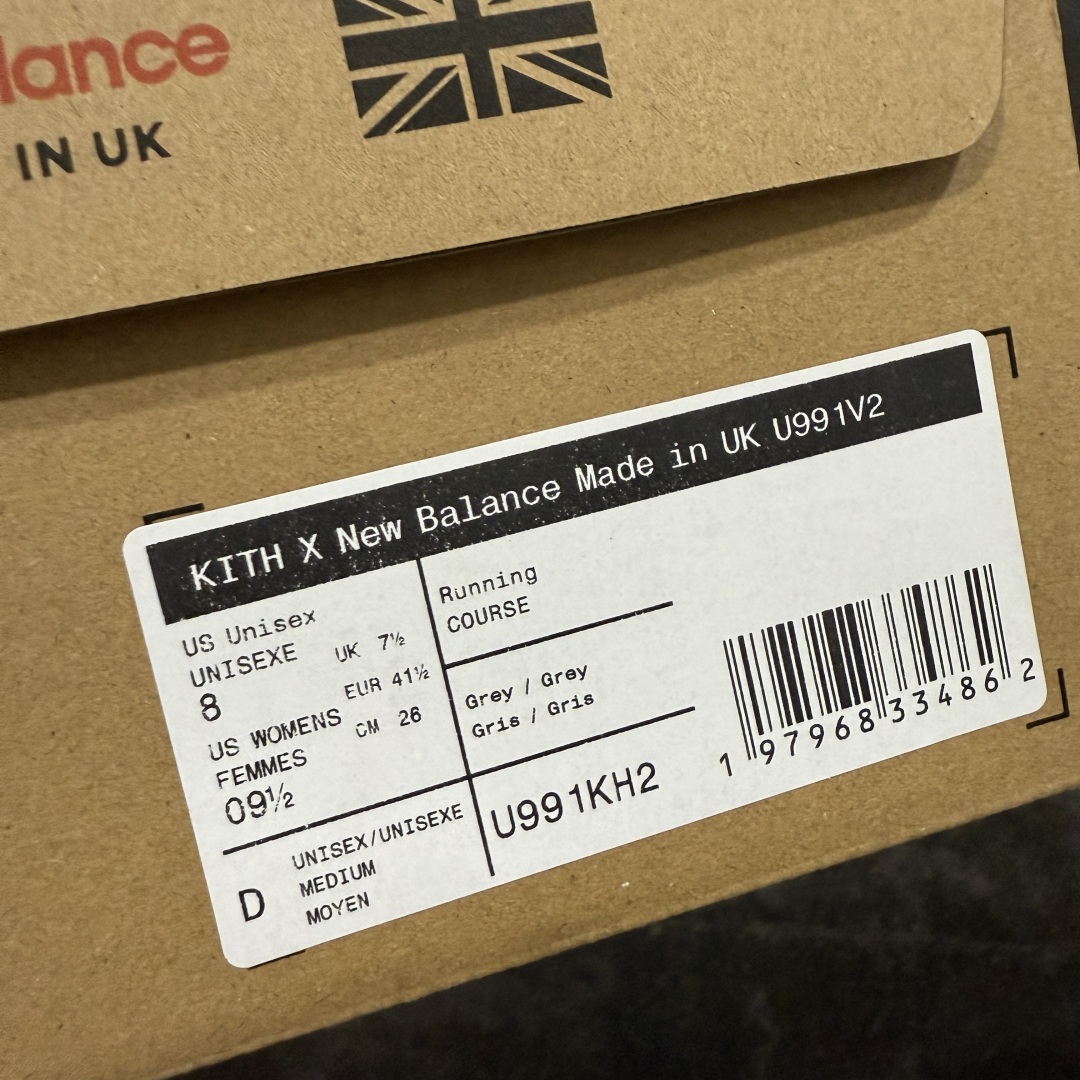 lance
IN UK
KITH X New Balance Made in UK U991V2
US Unisex
UNISEXE
8
UK 7½
EUR 41½
CM 26
US WOMENS
FEMMES
09½
D
UNISEX/UNISEXE
MEDIUM
MOYEN
Running
COURSE
Grey / Grey
Gris / Gris
U991KH2
1 97968 33486 2